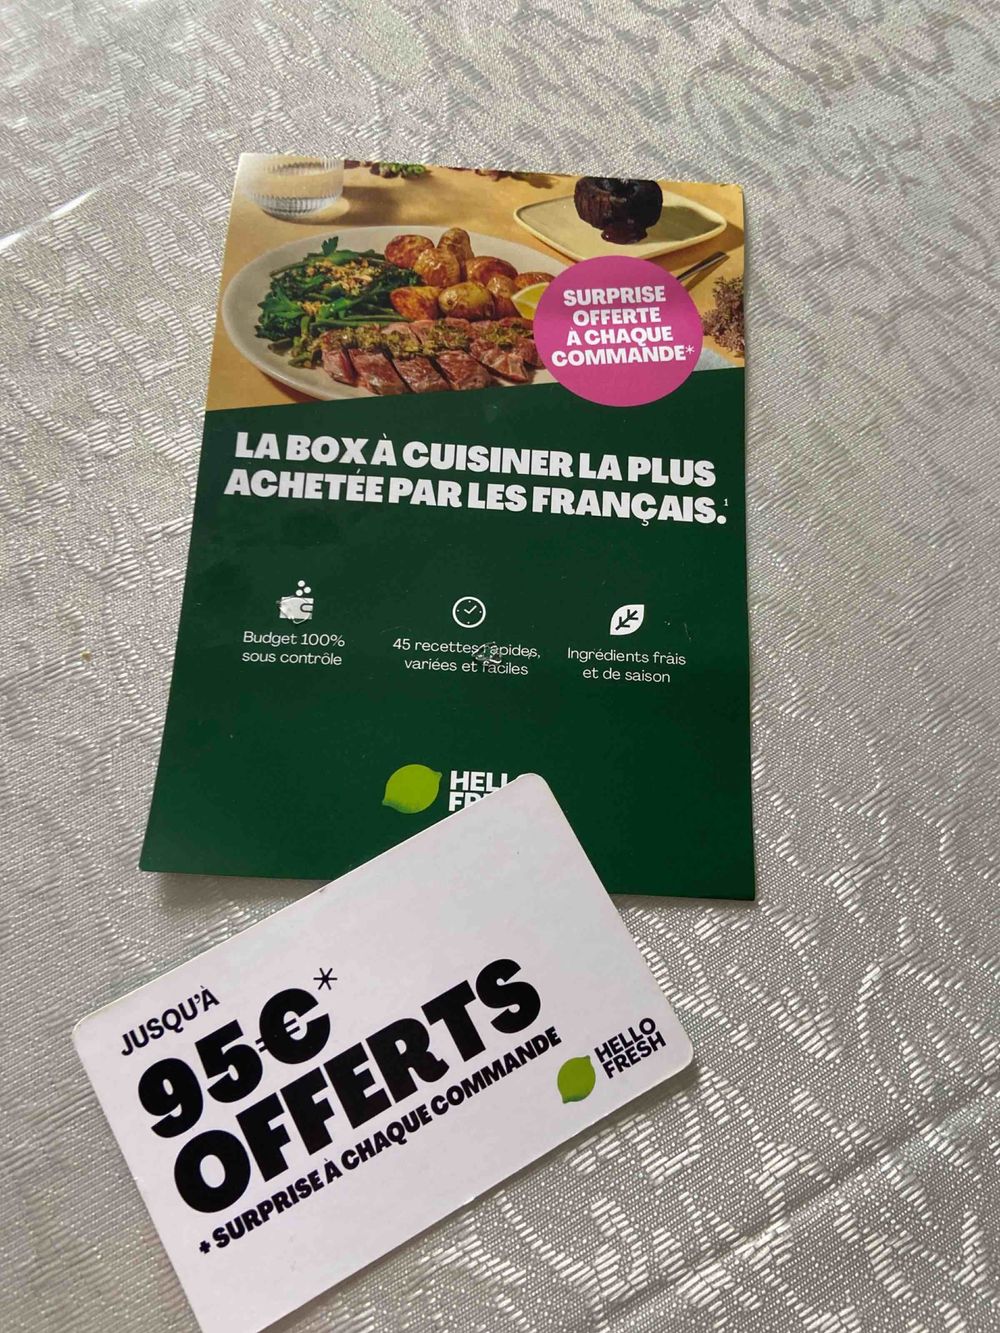 SURPRISE
OFFERTE
À CHAQUE
COMMANDE*
LA BOX À CUISINER LA PLUS
ACHETÉE PAR LES FRANÇAIS.¹
Budget 100%
sous contrôle
45 recettes rapides,
variées et faciles
Ingrédients frais
et de saison
JUSQU'À
95€*
OFFERTS
+ SURPRISE À CHAQUE COMMANDE
HELLO
FRESH